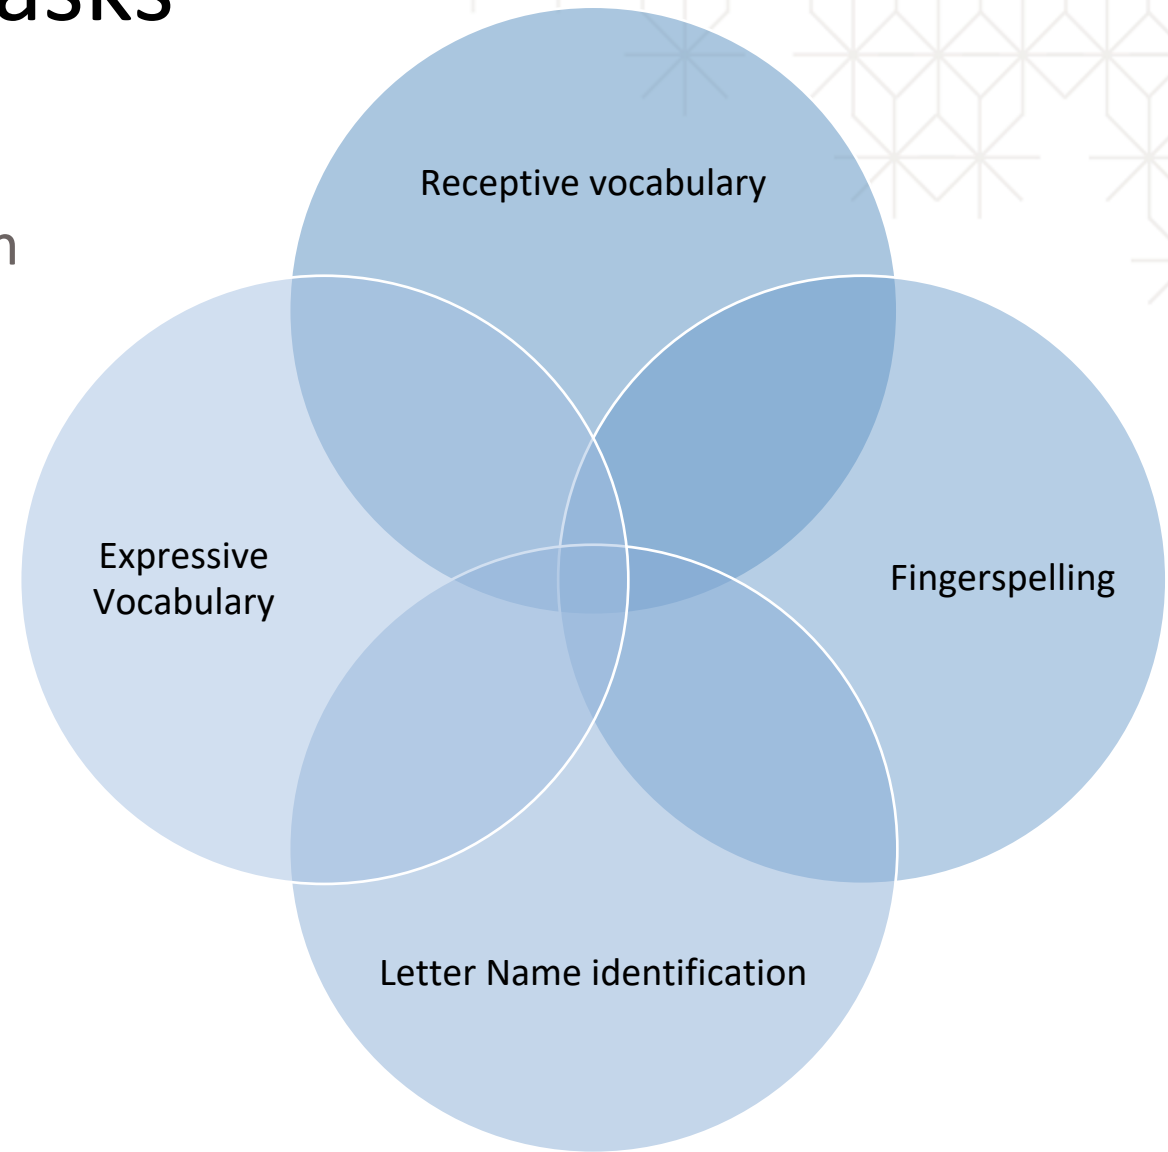 Receptive vocabulary
Expressive
Vocabulary
Fingerspelling
Letter Name identification